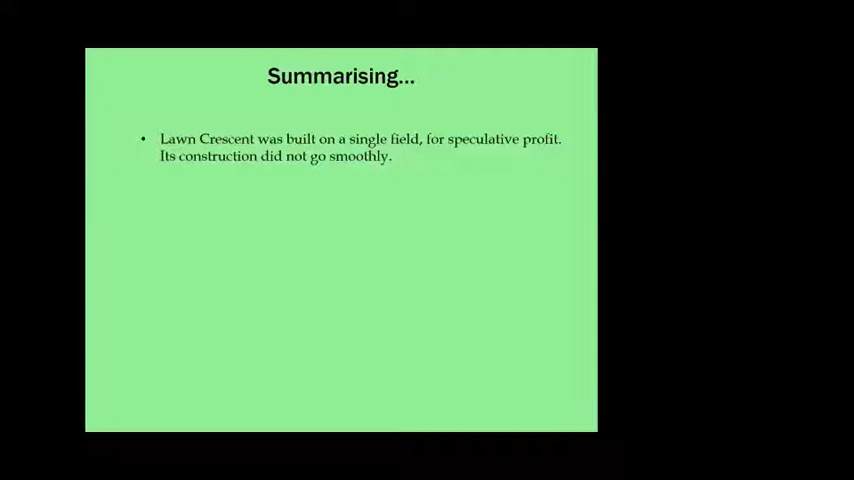 Summarising...
• Lawn Crescent was built on a single field, for speculative profit.
Its construction did not go smoothly.